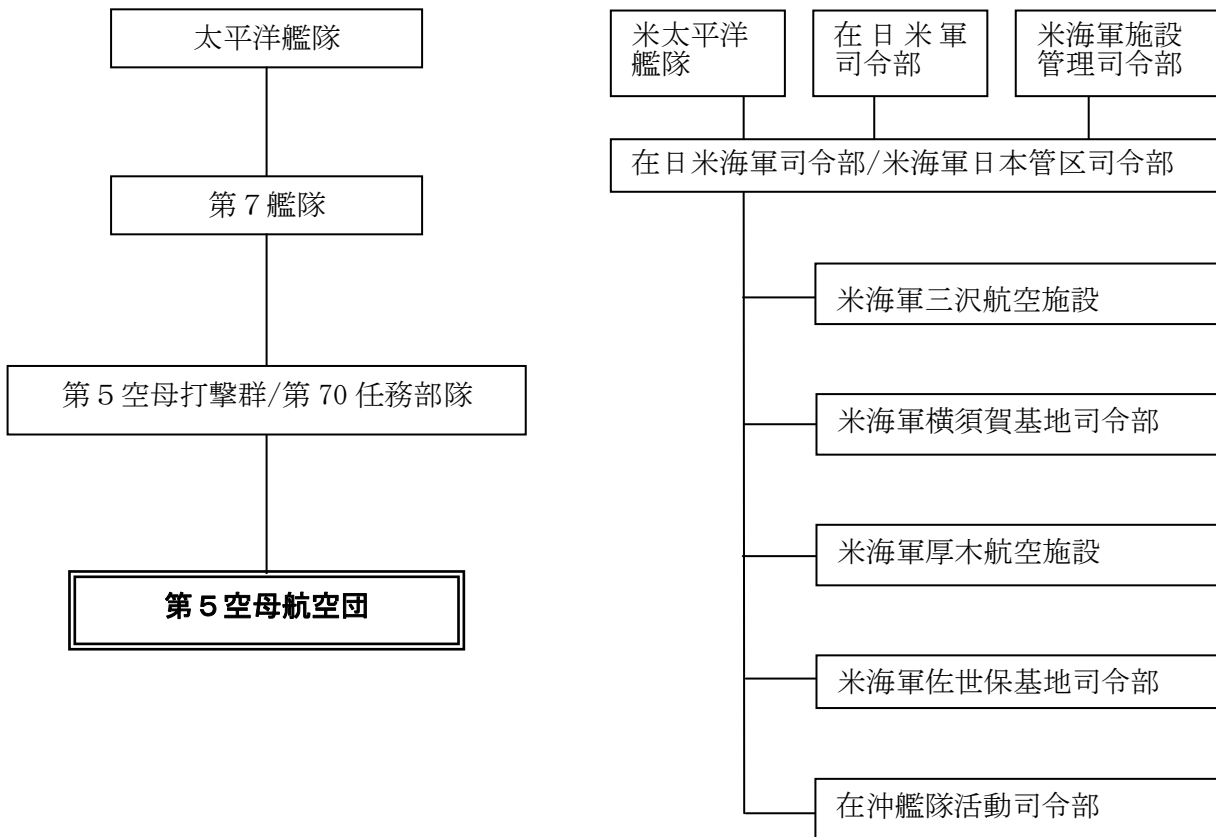 太平洋艦隊
第７艦隊
第５空母打撃群/第 70 任務部隊
第５空母航空団
米太平洋
艦隊
在日米軍
司令部
米海軍施設
管理司令部
在日米海軍司令部/米海軍日本管区司令部
米海軍三沢航空施設
米海軍横須賀基地司令部
米海軍厚木航空施設
米海軍佐世保基地司令部
在沖艦隊活動司令部